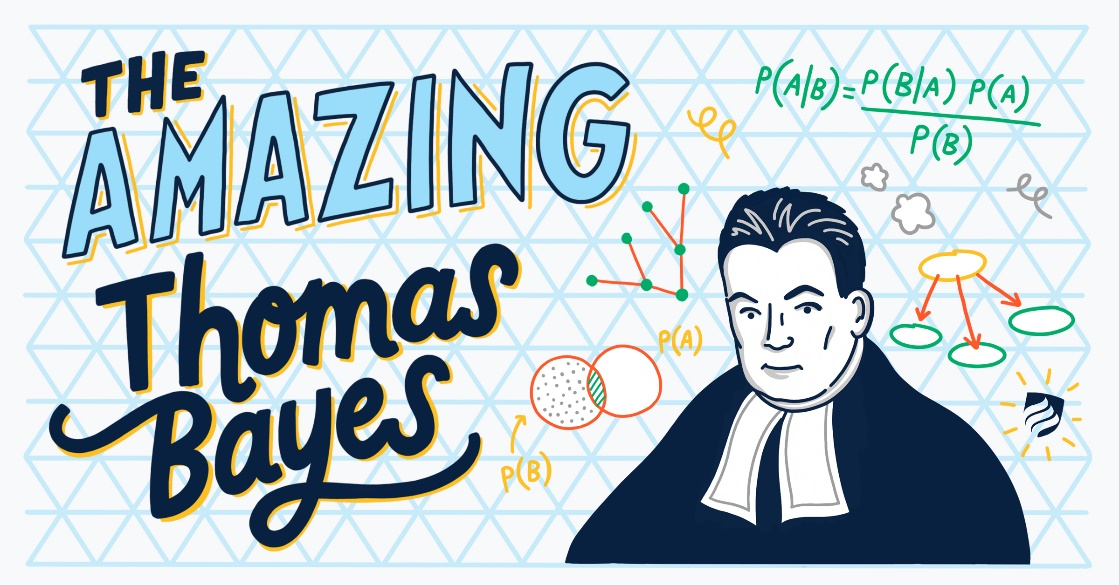 THE
AMAZING
Thomas
Bayes
P(A|B)=P(B|A) P(A)
P(B)
P(A)
P(B)